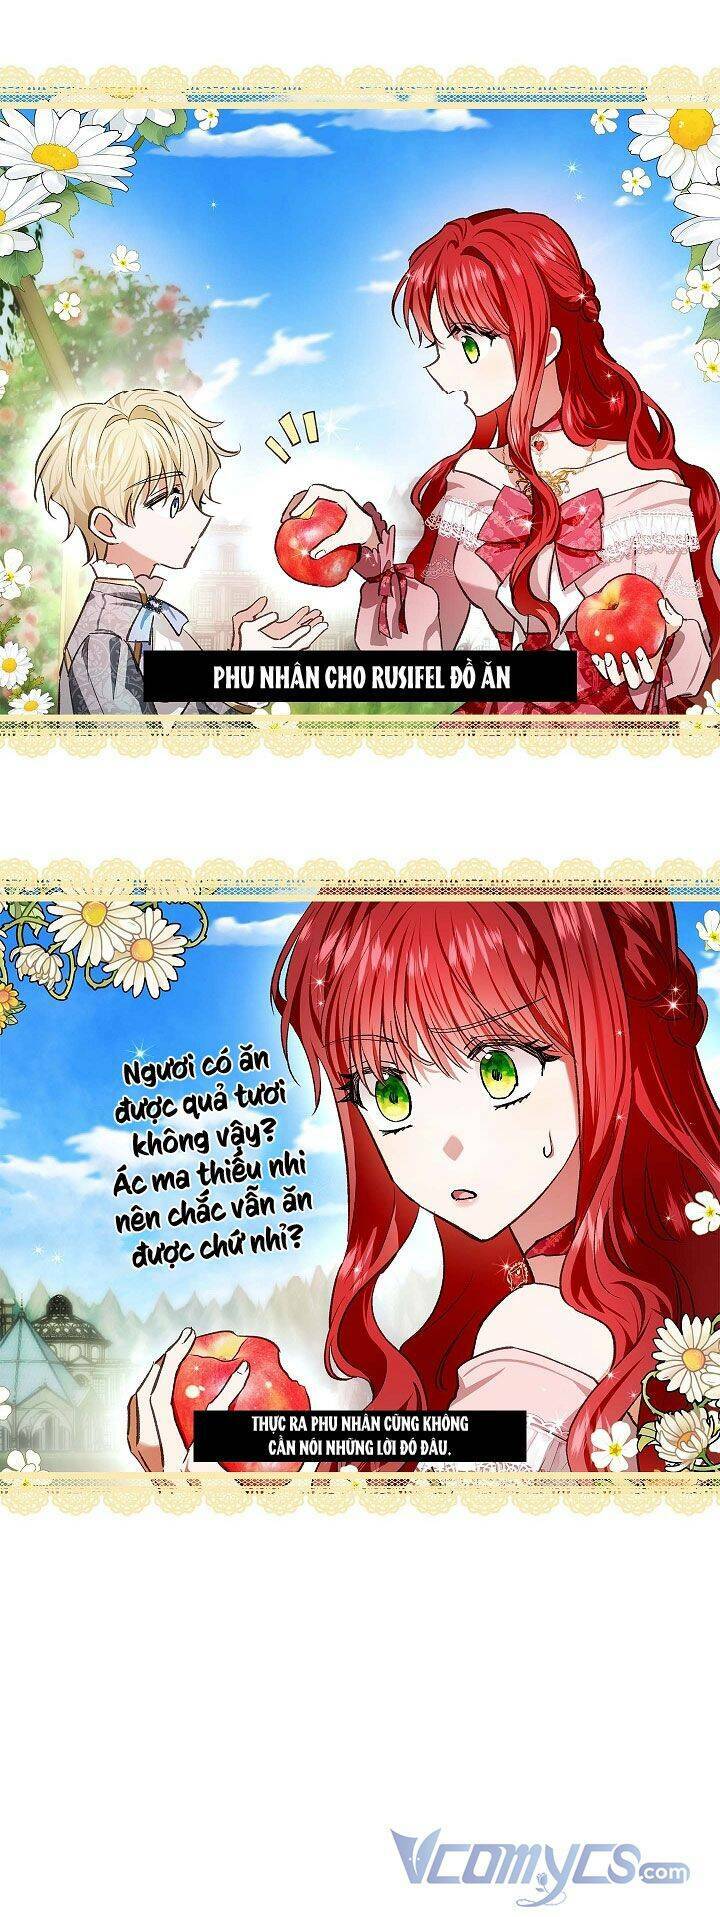 PHU NHÂN CHO RUSIFEL ĐỒ ĂN
Ngươi có ăn
được quả tươi
không vậy?
Ác ma thiếu nhi
nên chắc vẫn ăn
được chứ nhỉ?
THỰC RA PHU NHÂN CŨNG KHÔNG
CẦN NÓI NHỮNG LỜI ĐÓ ĐÂU.
VCOMYCS.com